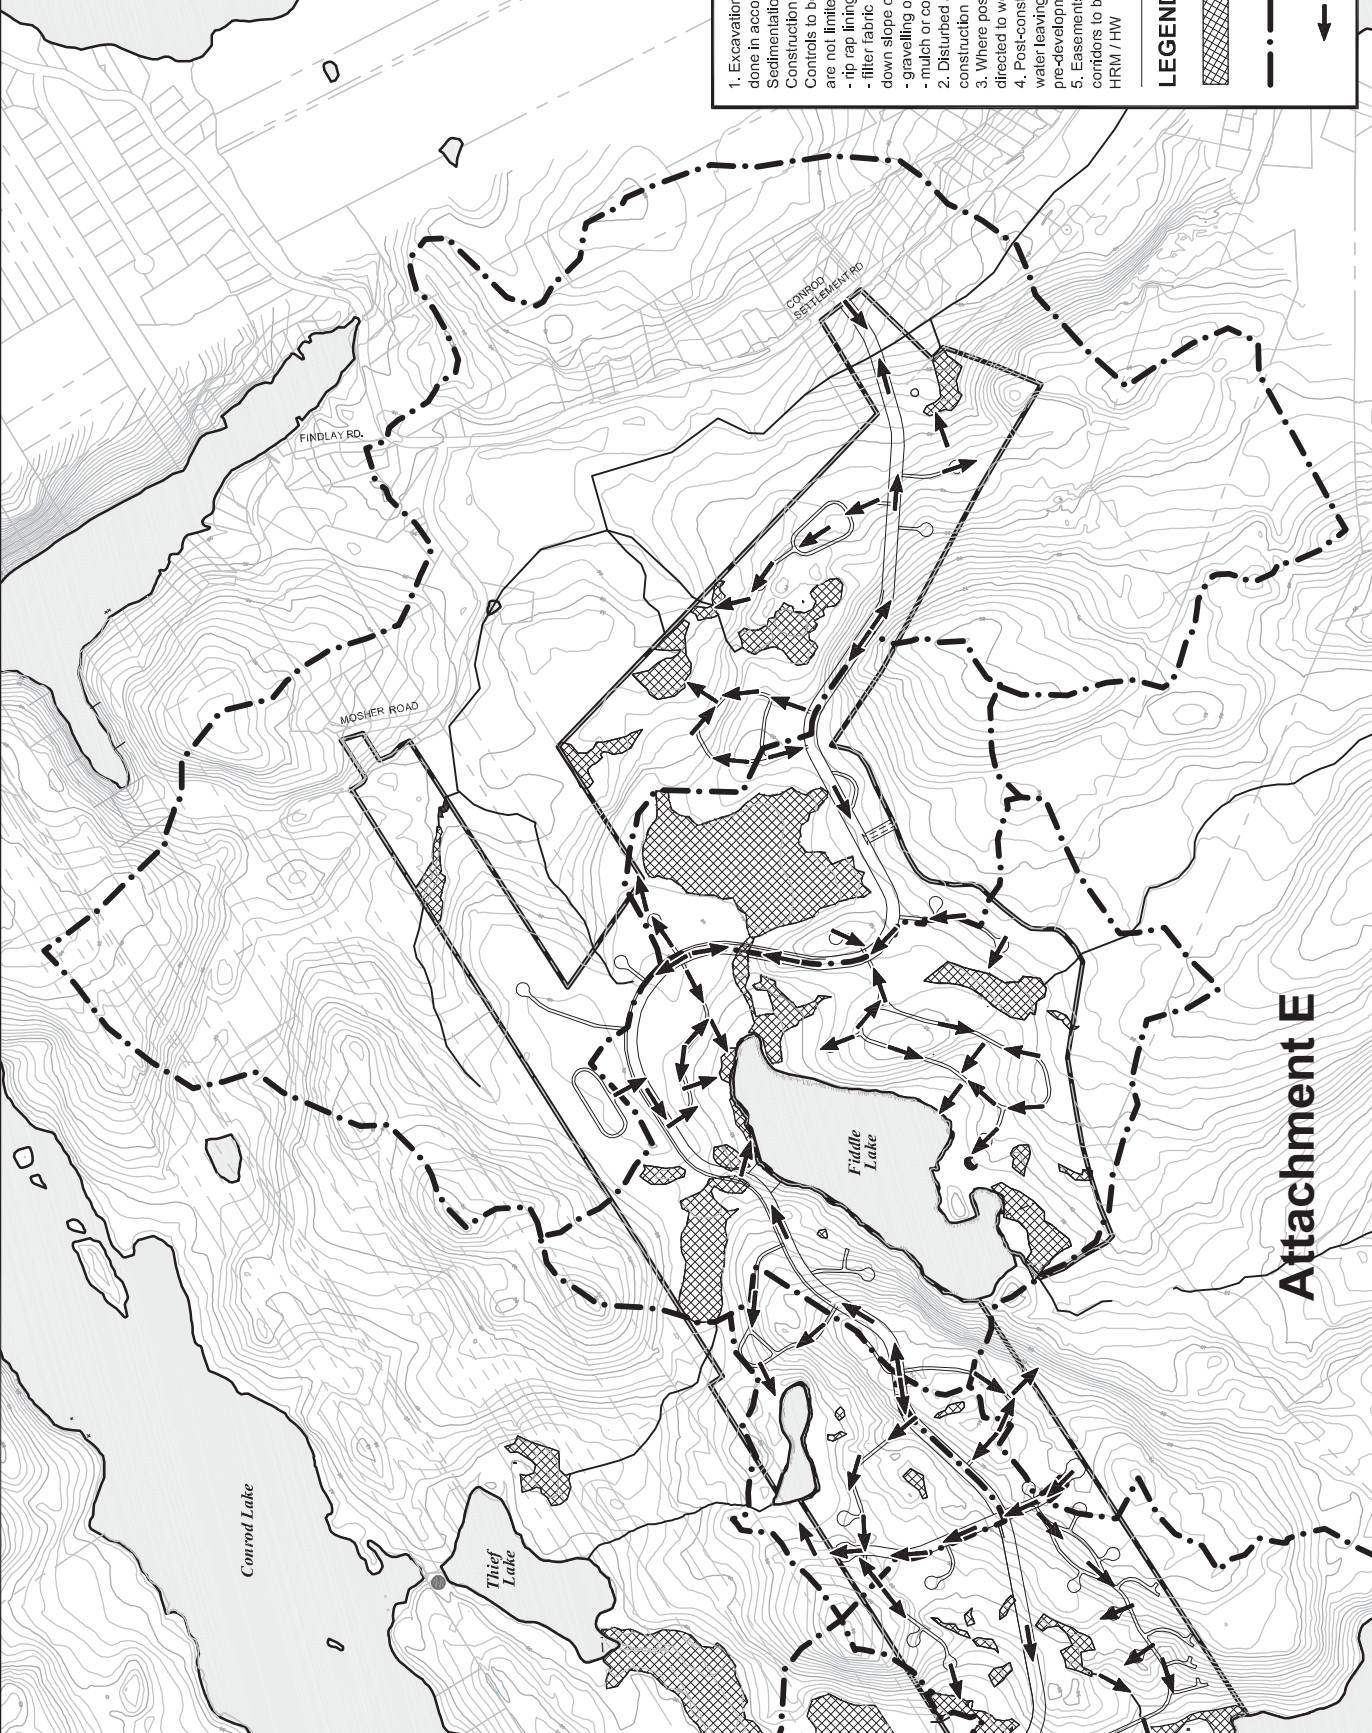 1. Excavation
done in acco
Sedimentatio
Construction
Controls to be
are not limite
- rip rap lining
- filter fabric
down slope o
- gravelling o
- mulch or co
2. Disturbed
construction
3. Where pos
directed to w
4. Post-const
water leaving
pre-developm
5. Easements
corridors to b
HRM / HW
LEGEND
CONROD
SETTLEMENT RD
FINDLAY RD.
MOSHER ROAD
Fiddle
Lake
Conrod Lake
Thief
Lake
Attachment E